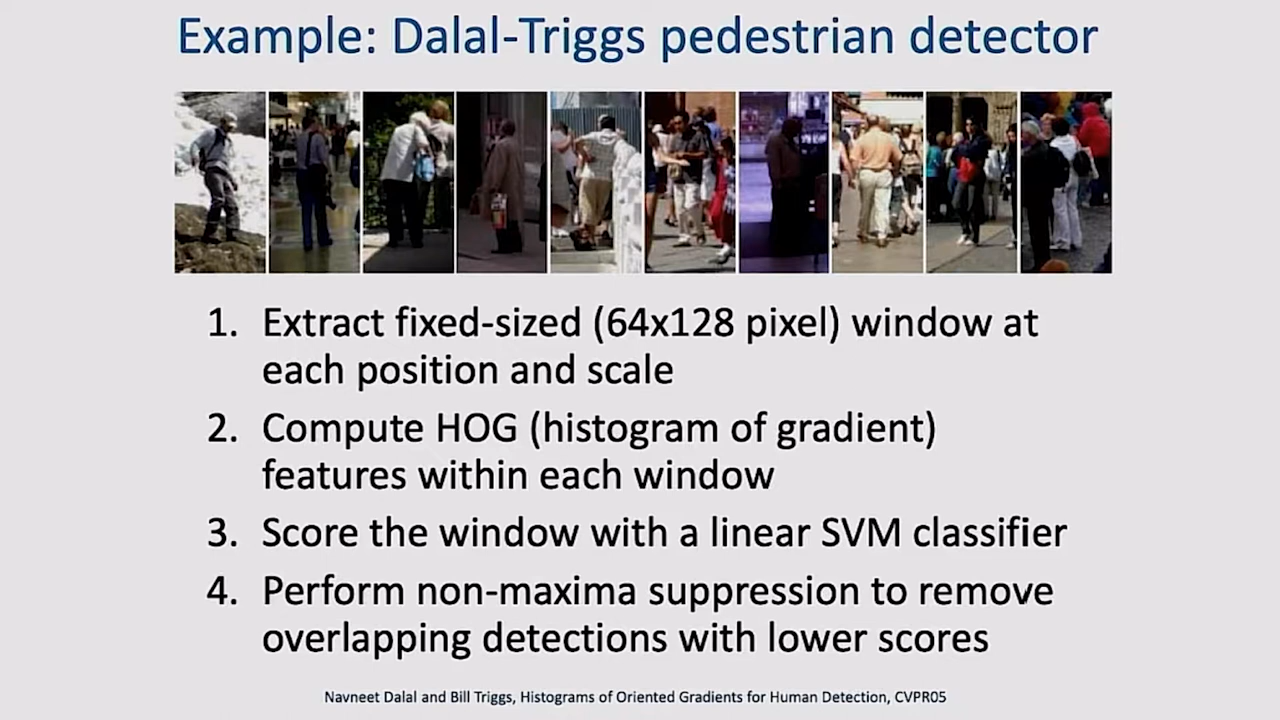 Example: Dalal-Triggs pedestrian detector
1. Extract fixed-sized (64x128 pixel) window at
each position and scale
2. Compute HOG (histogram of gradient)
features within each window
3. Score the window with a linear SVM classifier
4. Perform non-maxima suppression to remove
overlapping detections with lower scores
Navneet Dalal and Bill Triggs, Histograms of Oriented Gradients for Human Detection, CVPR05